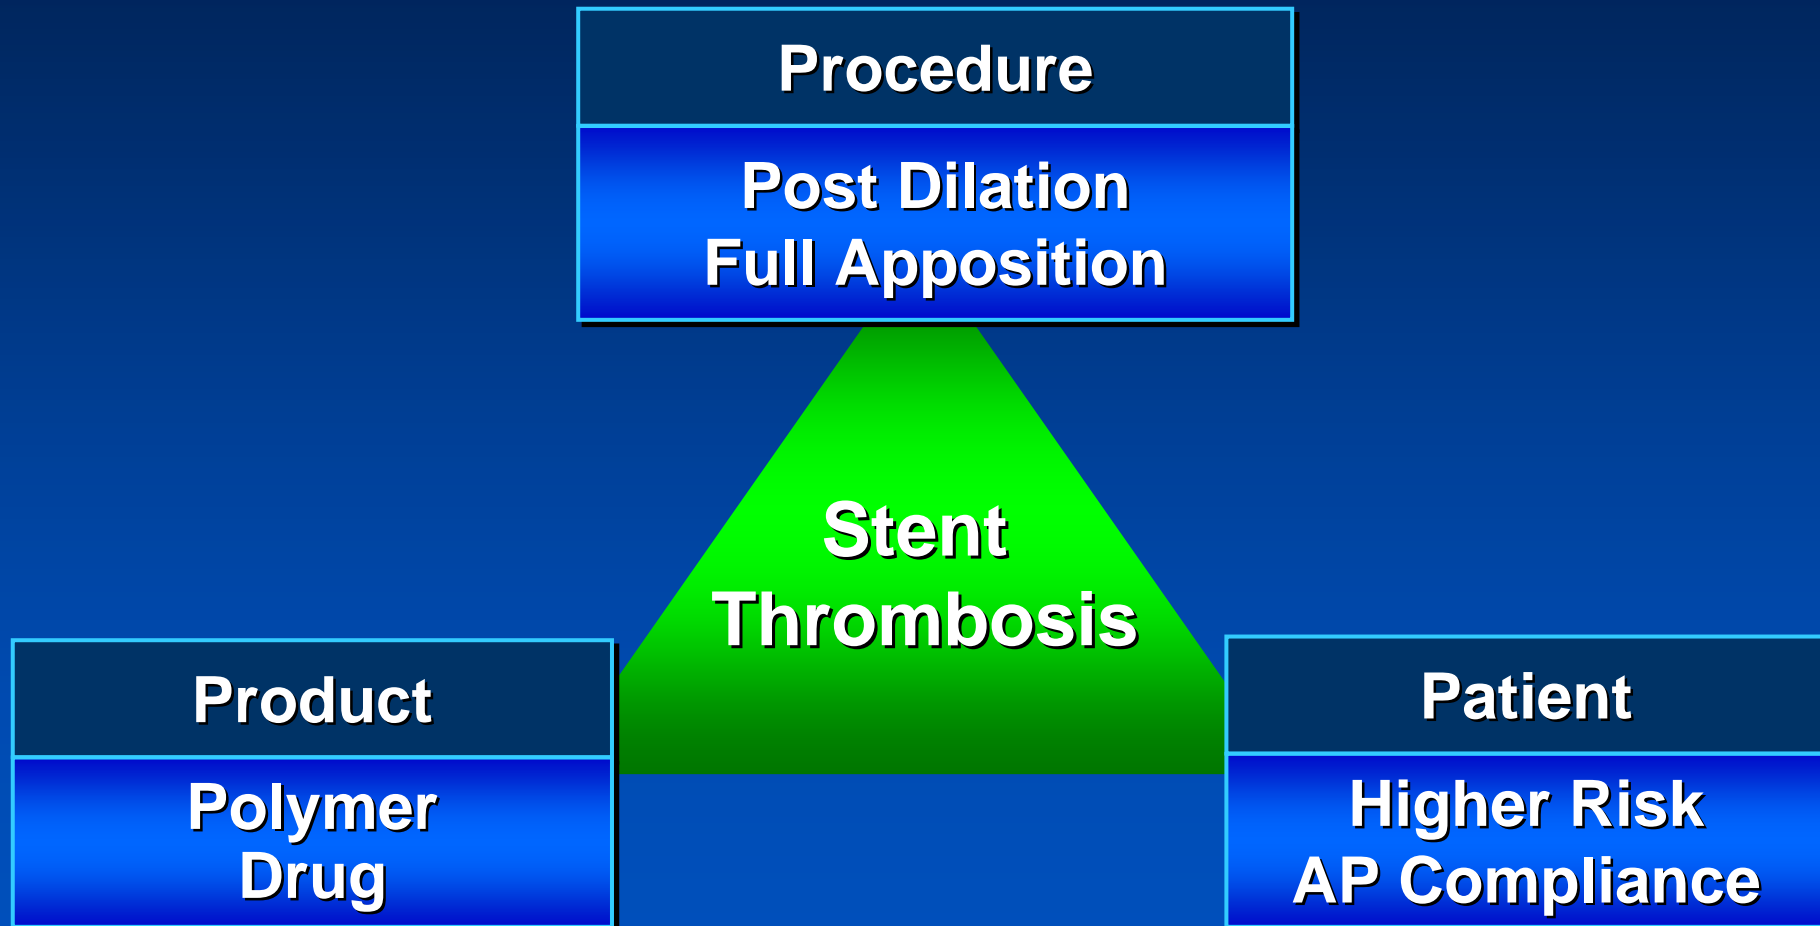 Procedure
Post Dilation
Full Apposition
Stent
Thrombosis
Product
Polymer
Drug
Patient
Higher Risk
AP Compliance